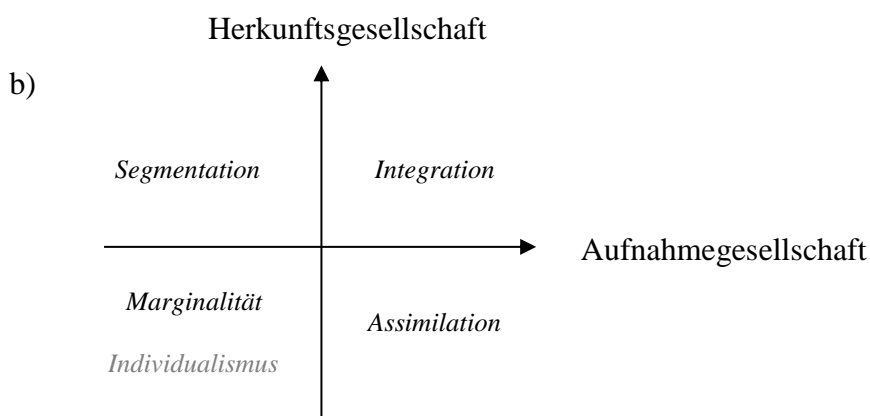 Herkunftsgesellschaft
b)
Segmentation Integration
Aufnahmegesellschaft
Marginalität
Assimilation
Individualismus